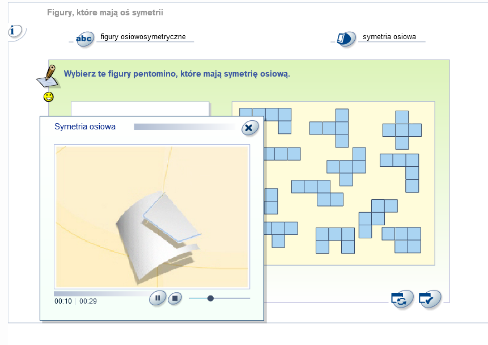 Figury, które mają oś symetrii
i
abc figury osiowosymetryczne
symetria osiowa
Wybierz te figury pentomino, które mają symetrię osiową.
Symetria osiowa
00:10 | 00:29